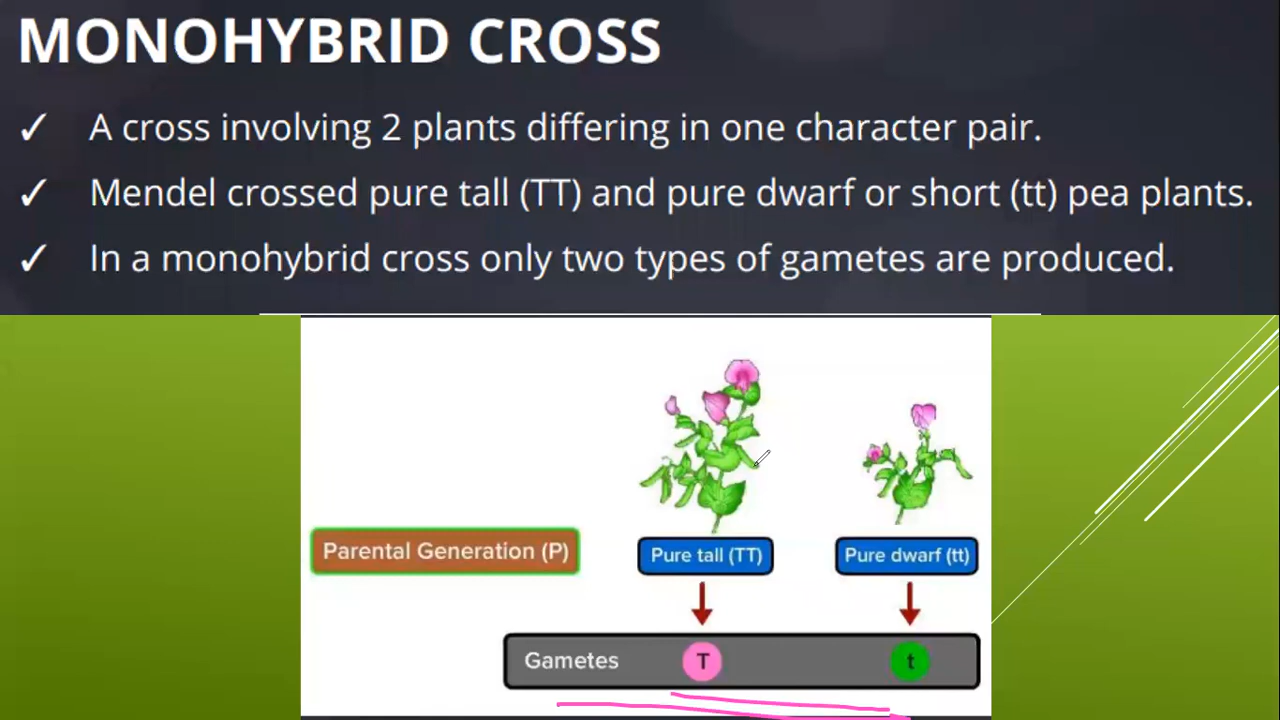 MONOHYBRID CROSS
✓ A cross involving 2 plants differing in one character pair.
✓ Mendel crossed pure tall (TT) and pure dwarf or short (tt) pea plants.
✓ In a monohybrid cross only two types of gametes are produced.
Parental Generation (P) Pure tall (TT) Pure dwarf (tt)
Gametes T t